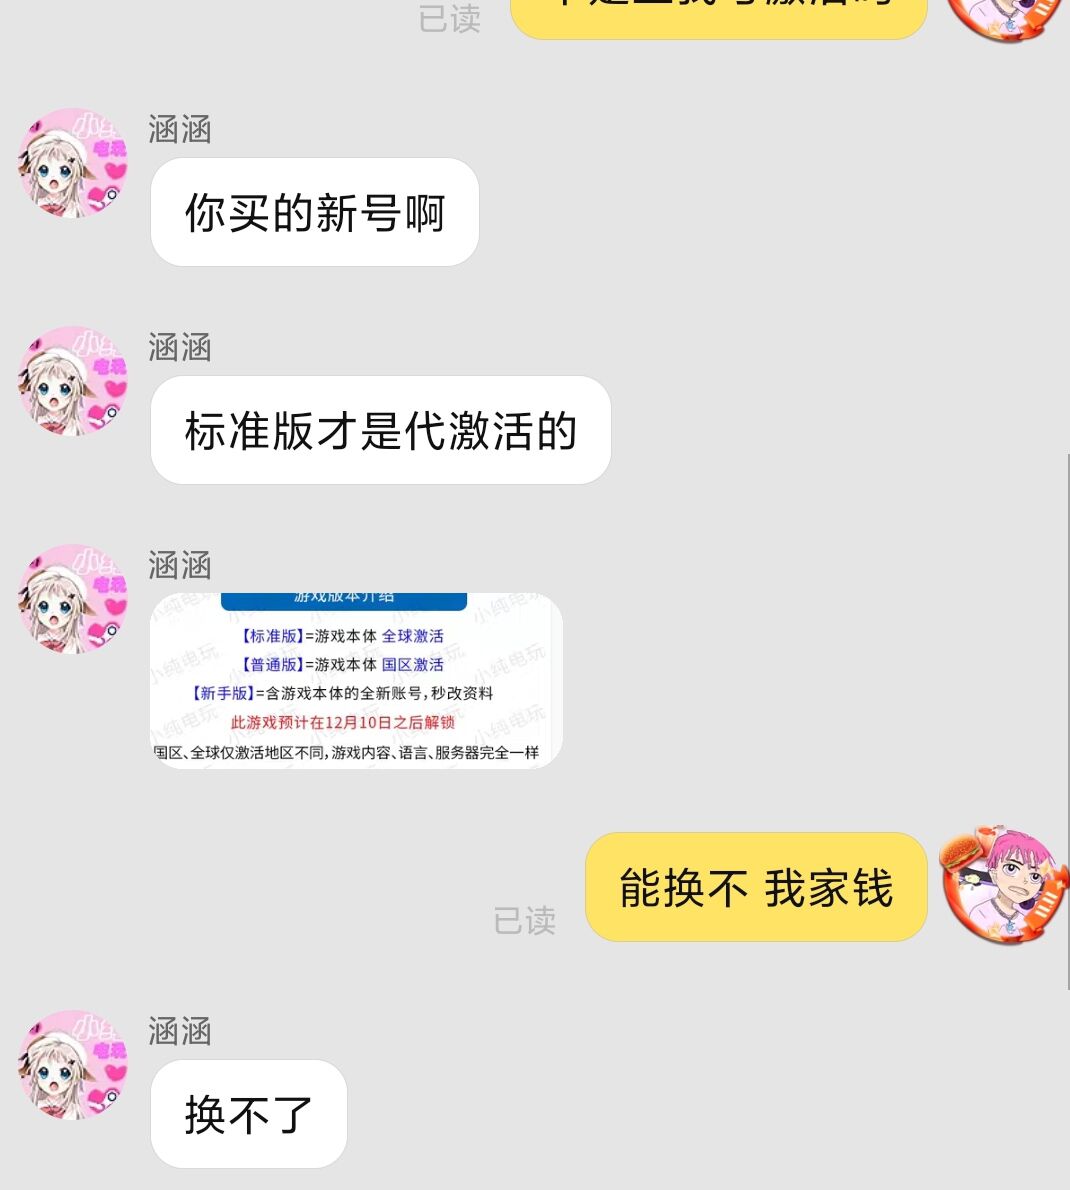 已读
涵涵
你买的新号啊
涵涵
标准版才是代激活的
涵涵
游戏版本介绍
【标准版】=游戏本体 全球激活
【普通版】=游戏本体 国区激活
【新手版】=含游戏本体的全新账号,秒改资料
此游戏预计在12月10日之后解锁
国区、全球仅激活地区不同,游戏内容、语言、服务器完全一样
能换不 我家钱
已读
涵涵
换不了